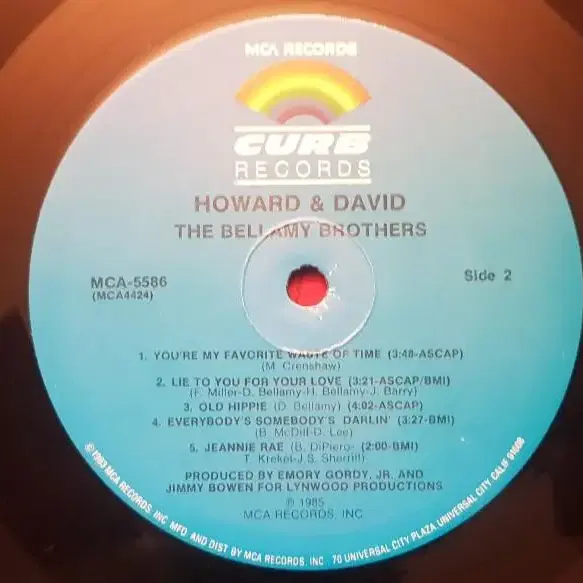 MCA RECORDS
CURB
RECORDS
HOWARD & DAVID
THE BELLAMY BROTHERS
MCA-5586
(MCA4424)
Side 2
1. YOU'RE MY FAVORITE WASTE OF TIME (3:48-ASCAP)
(M. Crenshaw)
2. LIE TO YOU FOR YOUR LOVE (3:21-ASCAP/BMI)
(F. Miller-D. Bellamy-H. Bellamy-J. Barry)
3. OLD HIPPIE (D. Bellamy) (4:02-ASCAP)
4. EVERYBODY'S SOMEBODY'S DARLIN' (3:27-BMI)
(B. McDill-D. Lee)
5. JEANNIE RAE (B. DiPiero- (2:00-BMI)
T. Krekel-J.S. Sherrill)
PRODUCED BY EMORY GORDY, JR. AND
JIMMY BOWEN FOR LYNWOOD PRODUCTIONS
℗ 1985
MCA RECORDS, INC.
©1983 MCA RECORDS, INC. MFD AND DIST BY MCA RECORDS, INC. 70 UNIVERSAL CITY PLAZA UNIVERSAL CITY, CALIF 91608